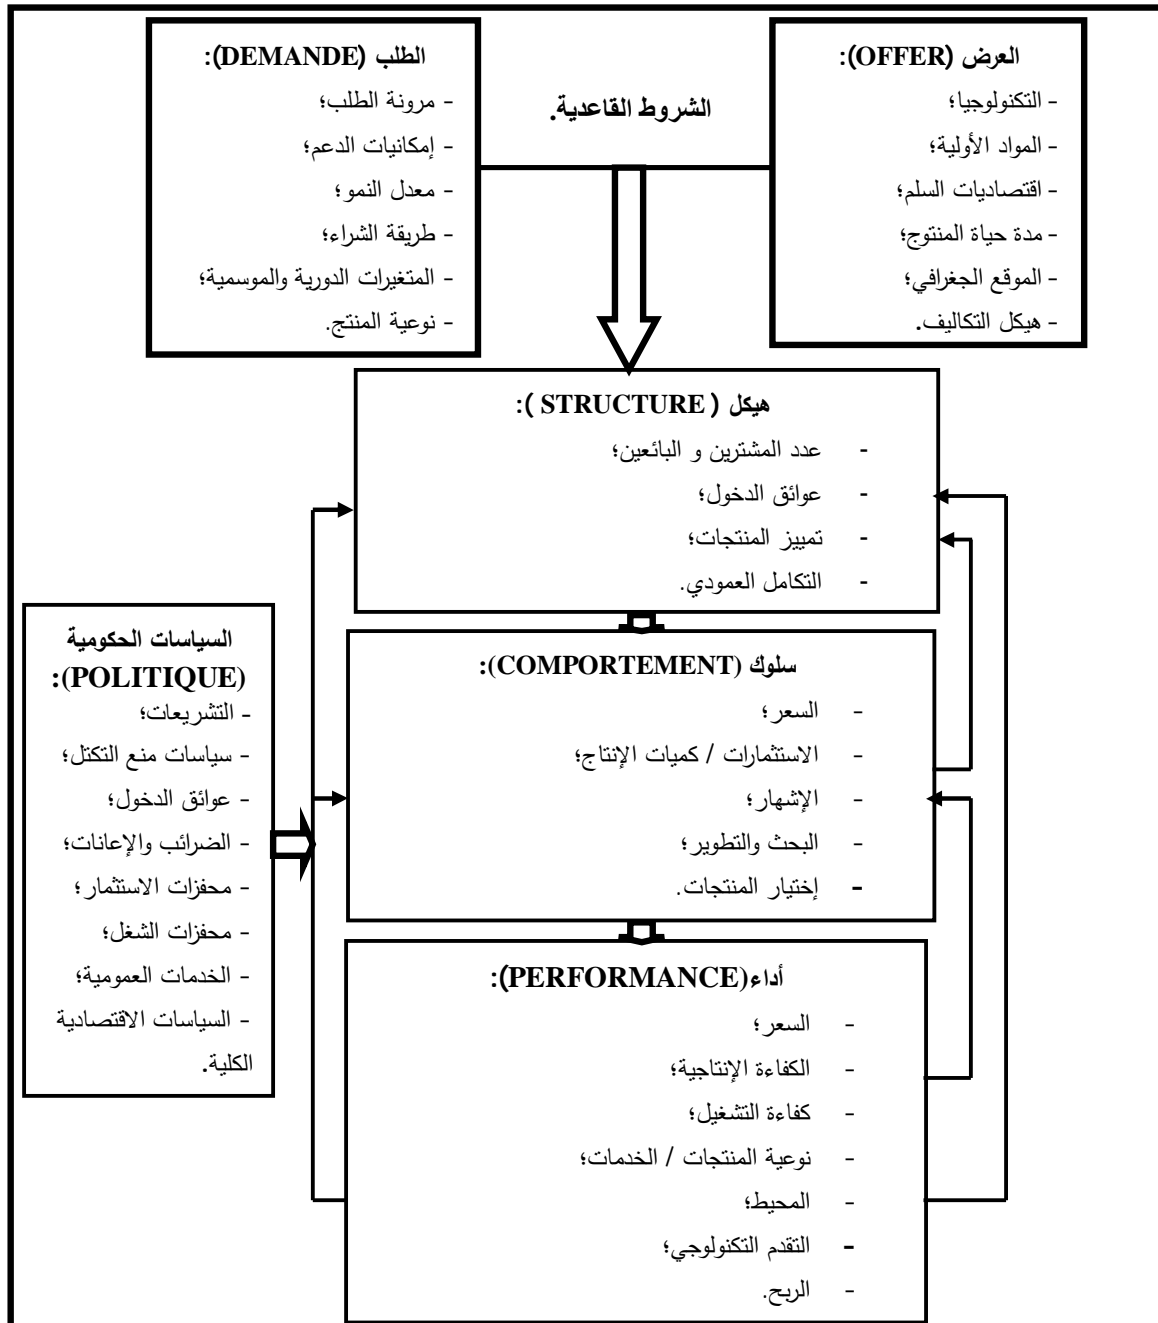 العرض (OFFER):
- التكنولوجيا؛
- المواد الأولية؛
- اقتصاديات السلم؛
- مدة حياة المنتوج؛
- الموقع الجغرافي؛
- هيكل التكاليف.
الشروط القاعدية.
الطلب (DEMANDE):
- مرونة الطلب؛
- إمكانيات الدعم؛
- معدل النمو؛
- طريقة الشراء؛
- المتغيرات الدورية والموسمية؛
- نوعية المنتج.
هيكل ( STRUCTURE ):
- عدد المشترين و البائعين؛
- عوائق الدخول؛
- تمييز المنتجات؛
- التكامل العمودي.
سلوك (COMPORTEMENT):
- السعر؛
- الاستثمارات / كميات الإنتاج؛
- الإشهار؛
- البحث والتطوير؛
- إختيار المنتجات.
أداء(PERFORMANCE):
- السعر؛
- الكفاءة الإنتاجية؛
- كفاءة التشغيل؛
- نوعية المنتجات / الخدمات؛
- المحيط؛
- التقدم التكنولوجي؛
- الربح.
السياسات الحكومية
(POLITIQUE):
- التشريعات؛
- سياسات منع التكتل؛
- عوائق الدخول؛
- الضرائب والإعانات؛
- محفزات الاستثمار؛
- محفزات الشغل؛
- الخدمات العمومية؛
- السياسات الاقتصادية
الكلية.